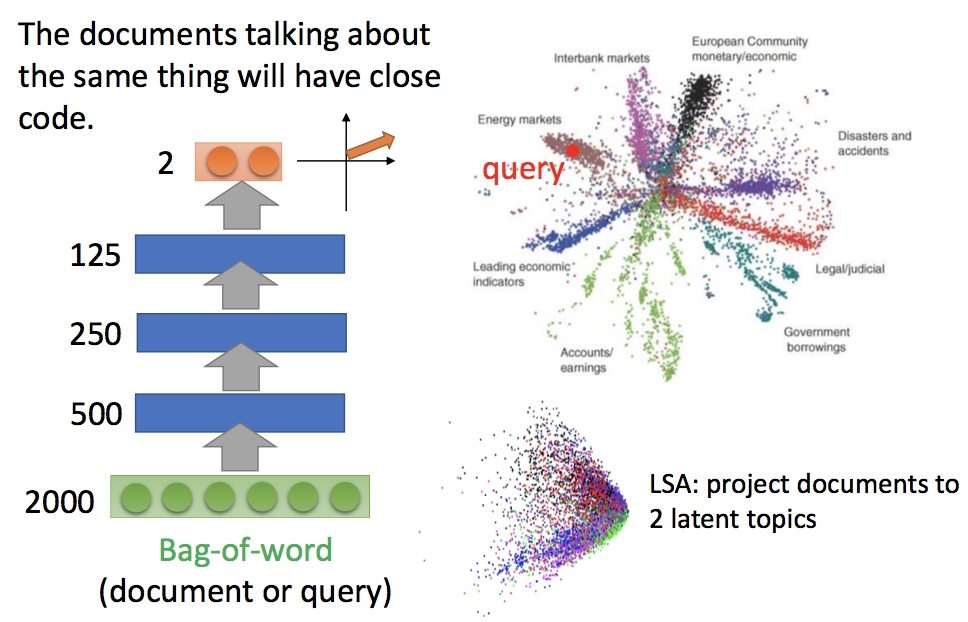 The documents talking about
the same thing will have close
code.
2
125
250
500
2000
Bag-of-word
(document or query)
Interbank markets
European Community
monetary/economic
Energy markets
query
Disasters and
accidents
Leading economic
indicators
Legal/judicial
Government
borrowings
Accounts/
earnings
LSA: project documents to
2 latent topics